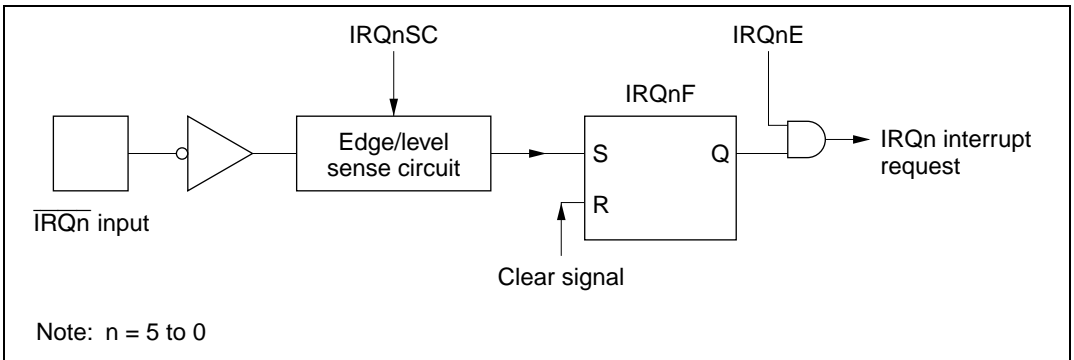 IRQnSC
IRQnE
IRQnF
Edge/level
sense circuit
S
Q
R
IRQn interrupt
request
IRQn input
Clear signal
Note: n = 5 to 0